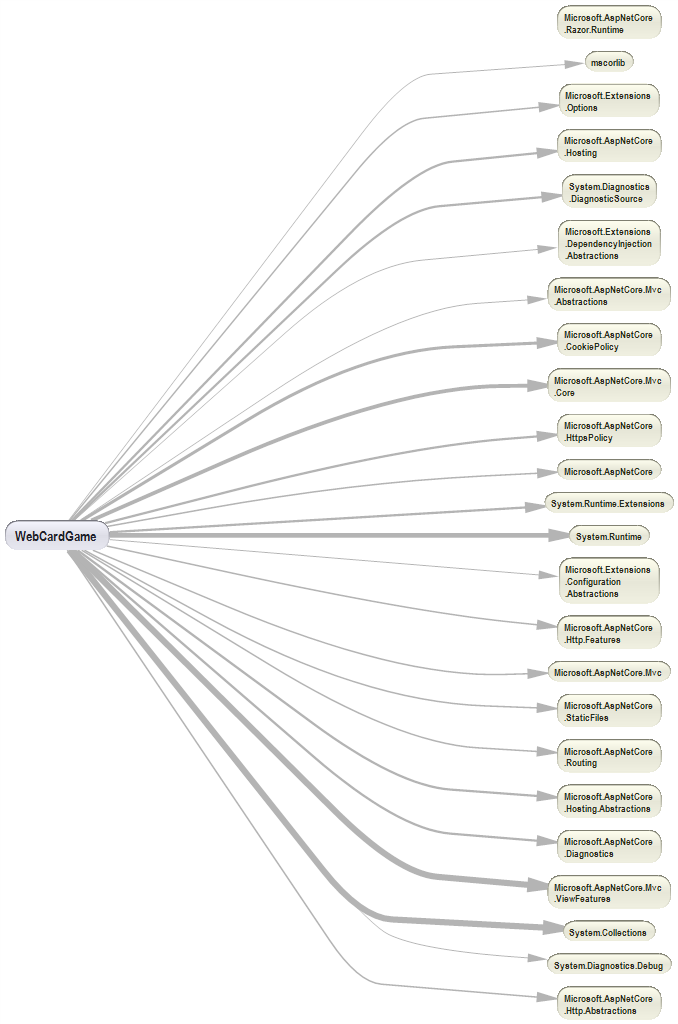 Microsoft.AspNetCore
.Razor.Runtime
mscorlib
Microsoft.Extensions
.Options
Microsoft.AspNetCore
.Hosting
System.Diagnostics
.DiagnosticSource
Microsoft.Extensions
.DependencyInjection
.Abstractions
Microsoft.AspNetCore.Mvc
.Abstractions
Microsoft.AspNetCore
.CookiePolicy
Microsoft.AspNetCore.Mvc
.Core
Microsoft.AspNetCore
.HttpsPolicy
Microsoft.AspNetCore
System.Runtime.Extensions
WebCardGame
System.Runtime
Microsoft.Extensions
.Configuration
.Abstractions
Microsoft.AspNetCore
.Http.Features
Microsoft.AspNetCore.Mvc
Microsoft.AspNetCore
.StaticFiles
Microsoft.AspNetCore
.Routing
Microsoft.AspNetCore
.Hosting.Abstractions
Microsoft.AspNetCore
.Diagnostics
Microsoft.AspNetCore.Mvc
.ViewFeatures
System.Collections
System.Diagnostics.Debug
Microsoft.AspNetCore
.Http.Abstractions